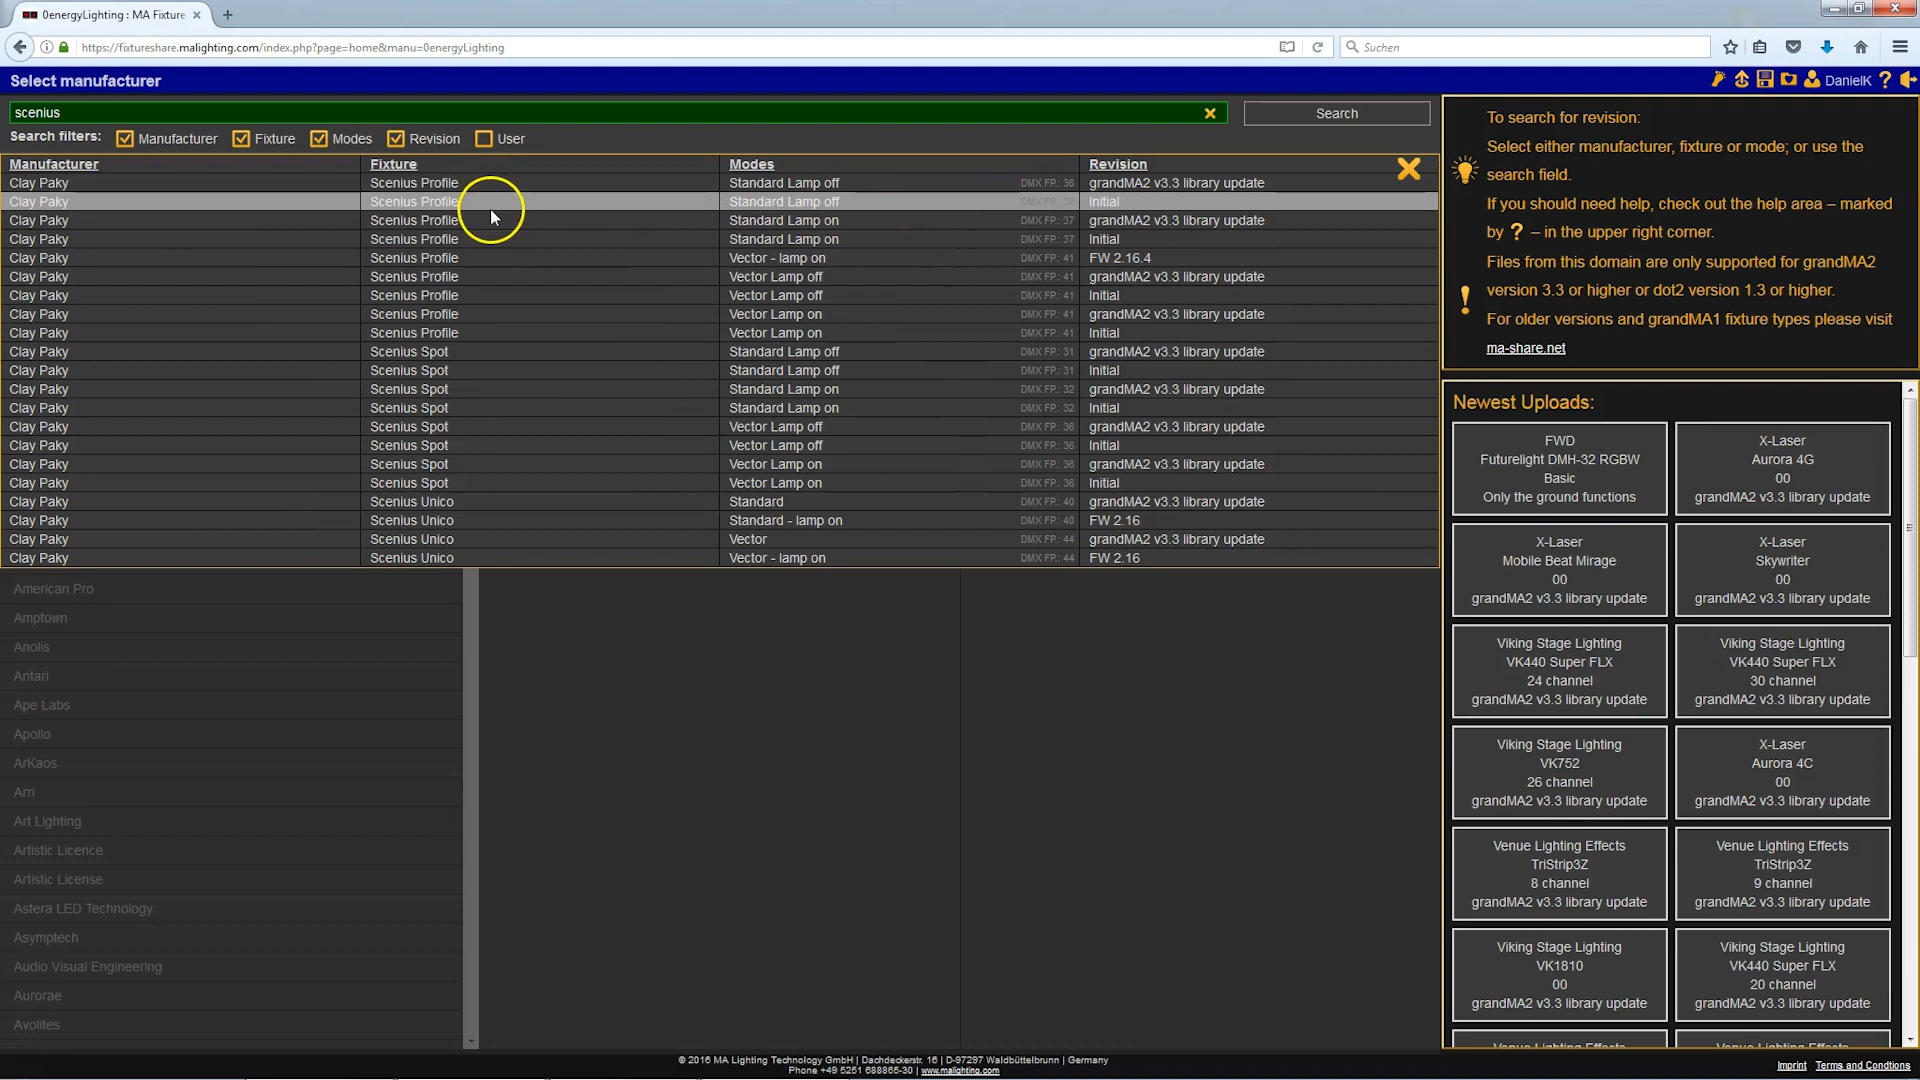 0energyLighting : MA Fixture
https://fixtureshare.malighting.com/index.php?page=home&manu=0energyLighting
Suchen
Select manufacturer
DanielK ?
scenius
Search
Search filters: Manufacturer Fixture Modes Revision User
Manufacturer Fixture Modes Revision
Clay Paky Scenius Profile Standard Lamp off DMX FP.: 36 grandMA2 v3.3 library update
Clay Paky Scenius Profile Standard Lamp off Initial
Clay Paky Scenius Profile Standard Lamp on DMX FP.: 37 grandMA2 v3.3 library update
Clay Paky Scenius Profile Standard Lamp on DMX FP.: 37 Initial
Clay Paky Scenius Profile Vector - lamp on DMX FP.: 41 FW 2.16.4
Clay Paky Scenius Profile Vector Lamp off DMX FP.: 41 grandMA2 v3.3 library update
Clay Paky Scenius Profile Vector Lamp off DMX FP.: 41 Initial
Clay Paky Scenius Profile Vector Lamp on DMX FP.: 41 grandMA2 v3.3 library update
Clay Paky Scenius Profile Vector Lamp on DMX FP.: 41 Initial
Clay Paky Scenius Spot Standard Lamp off DMX FP.: 31 grandMA2 v3.3 library update
Clay Paky Scenius Spot Standard Lamp off DMX FP.: 31 Initial
Clay Paky Scenius Spot Standard Lamp on DMX FP.: 32 grandMA2 v3.3 library update
Clay Paky Scenius Spot Standard Lamp on DMX FP.: 32 Initial
Clay Paky Scenius Spot Vector Lamp off DMX FP.: 36 grandMA2 v3.3 library update
Clay Paky Scenius Spot Vector Lamp off DMX FP.: 36 Initial
Clay Paky Scenius Spot Vector Lamp on DMX FP.: 36 grandMA2 v3.3 library update
Clay Paky Scenius Spot Vector Lamp on DMX FP.: 36 Initial
Clay Paky Scenius Unico Standard DMX FP.: 40 grandMA2 v3.3 library update
Clay Paky Scenius Unico Standard - lamp on DMX FP.: 40 FW 2.16
Clay Paky Scenius Unico Vector DMX FP.: 44 grandMA2 v3.3 library update
Clay Paky Scenius Unico Vector - lamp on DMX FP.: 44 FW 2.16
American Pro
Amptown
Anolis
Antari
Ape Labs
Apollo
ArKaos
Arri
Art Lighting
Artistic Licence
Artistic License
Astera LED Technology
Asymptech
Audio Visual Engineering
Aurorae
Avolites
To search for revision:
Select either manufacturer, fixture or mode; or use the
search field.
If you should need help, check out the help area – marked
by ? – in the upper right corner.
Files from this domain are only supported for grandMA2
version 3.3 or higher or dot2 version 1.3 or higher.
For older versions and grandMA1 fixture types please visit
ma-share.net
Newest Uploads:
FWD
Futurelight DMH-32 RGBW
Basic
Only the ground functions
X-Laser
Aurora 4G
00
grandMA2 v3.3 library update
X-Laser
Mobile Beat Mirage
00
grandMA2 v3.3 library update
X-Laser
Skywriter
00
grandMA2 v3.3 library update
Viking Stage Lighting
VK440 Super FLX
24 channel
grandMA2 v3.3 library update
Viking Stage Lighting
VK440 Super FLX
30 channel
grandMA2 v3.3 library update
Viking Stage Lighting
VK752
26 channel
grandMA2 v3.3 library update
X-Laser
Aurora 4C
00
grandMA2 v3.3 library update
Venue Lighting Effects
TriStrip3Z
8 channel
grandMA2 v3.3 library update
Venue Lighting Effects
TriStrip3Z
9 channel
grandMA2 v3.3 library update
Viking Stage Lighting
VK1810
00
grandMA2 v3.3 library update
Viking Stage Lighting
VK440 Super FLX
20 channel
grandMA2 v3.3 library update
Venue Lighting Effects
Venue Lighting Effects
© 2016 MA Lighting Technology GmbH | Dachdeckerstr. 16 | D-97297 Waldbüttelbrunn | Germany
Phone +49 5251 688865-30 | www.malighting.com
Imprint Terms and Conditions